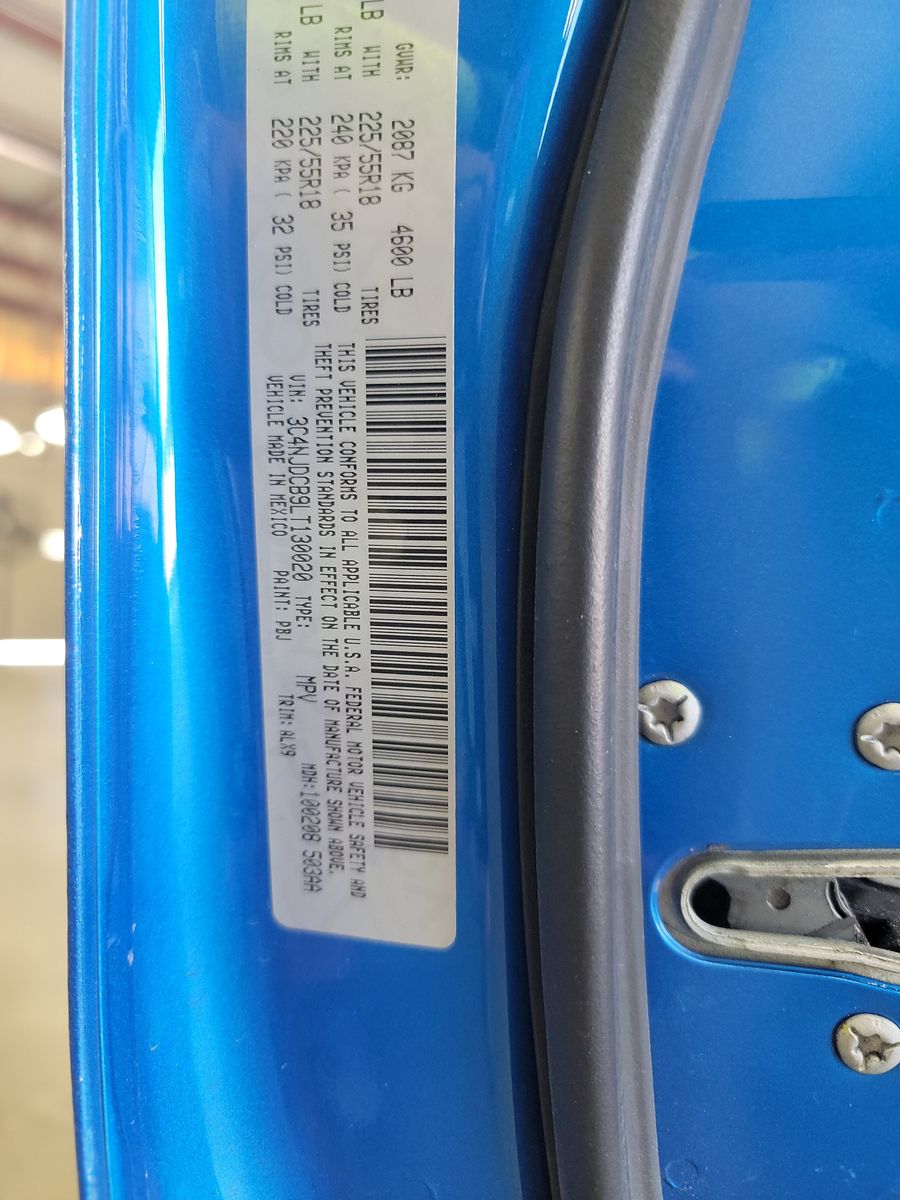 GVWR: 2087 KG 4600 LB
LB WITH 225/55R18 TIRES
RIMS AT 240 KPA ( 35 PSI) COLD
LB WITH 225/55R18 TIRES
RIMS AT 220 KPA ( 32 PSI) COLD
THIS VEHICLE CONFORMS TO ALL APPLICABLE U.S.A. FEDERAL MOTOR VEHICLE SAFETY AND
THEFT PREVENTION STANDARDS IN EFFECT ON THE DATE OF MANUFACTURE SHOWN ABOVE.
VIN: 3C4NJDCB9LT130020 TYPE: MPV MDH:100208 503AA
VEHICLE MADE IN MEXICO PAINT: PBJ TRIM: ALX9